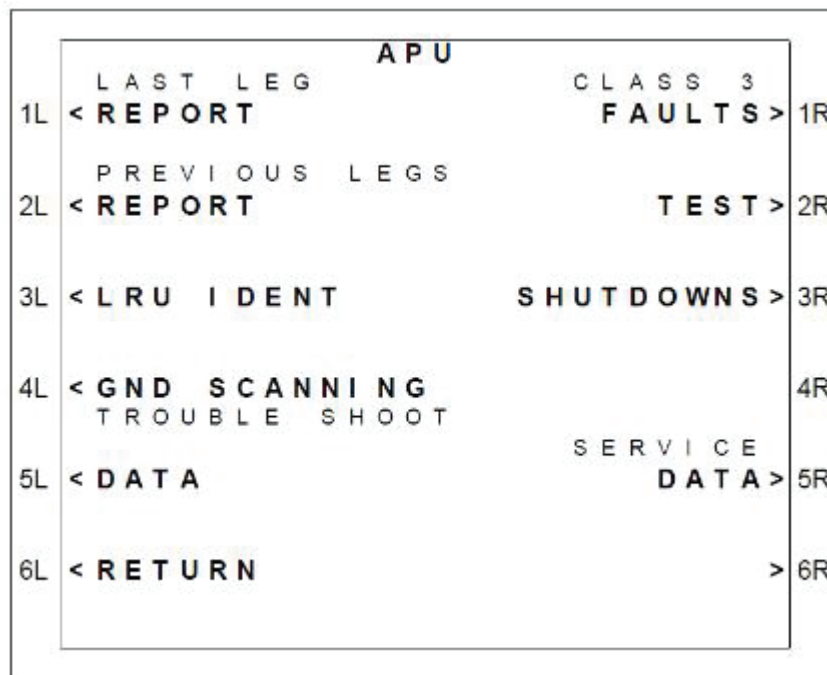 APU
LAST LEG CLASS 3
1L <REPORT FAULTS> 1R
PREVIOUS LEGS
2L <REPORT TEST> 2R
3L <LRU IDENT SHUTDOWNS> 3R
4L <GND SCANNING 4R
TROUBLE SHOOT
SERVICE
5L <DATA DATA> 5R
6L <RETURN > 6R